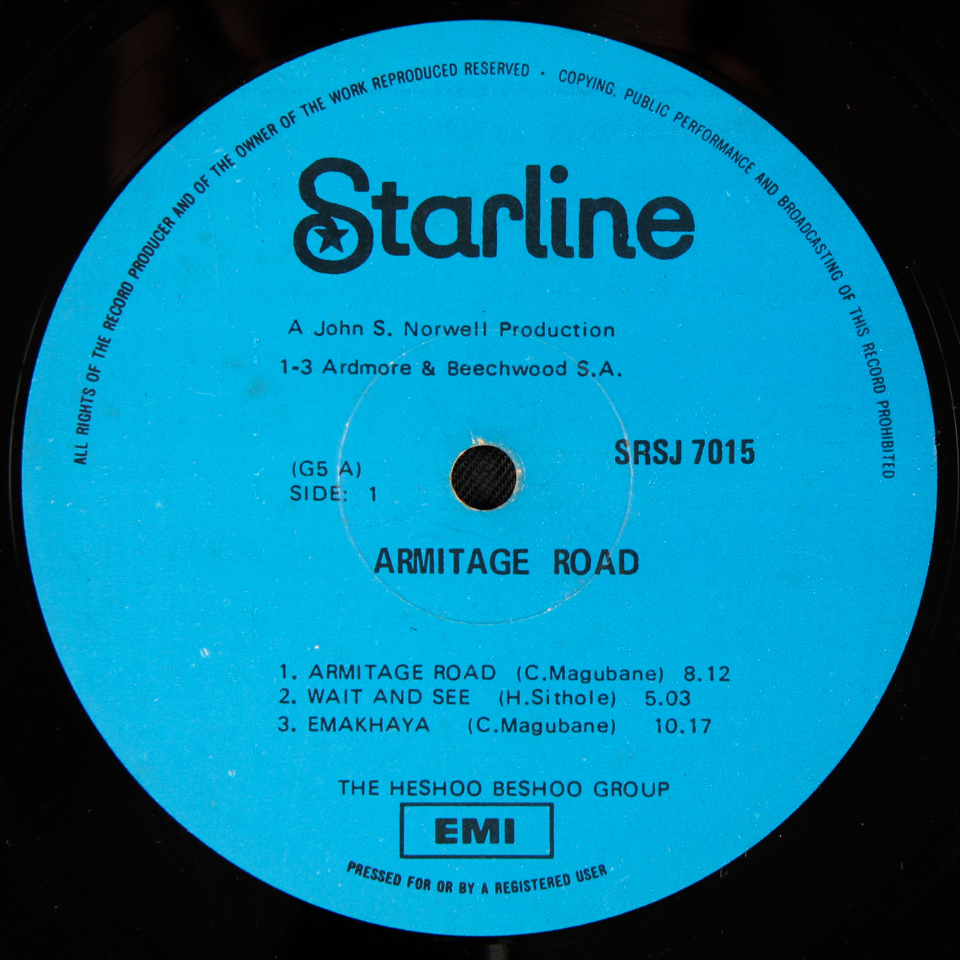 ALL RIGHTS OF THE RECORD PRODUCER AND OF THE OWNER OF THE WORK REPRODUCED RESERVED · COPYING, PUBLIC PERFORMANCE AND BROADCASTING OF THIS RECORD PROHIBITED
Starline
A John S. Norwell Production
1-3 Ardmore & Beechwood S.A.
SRSJ 7015
(G5 A)
SIDE: 1
ARMITAGE ROAD
1. ARMITAGE ROAD (C.Magubane) 8.12
2. WAIT AND SEE (H.Sithole) 5.03
3. EMAKHAYA (C.Magubane) 10.17
THE HESHOO BESHOO GROUP
EMI
PRESSED FOR OR BY A REGISTERED USER